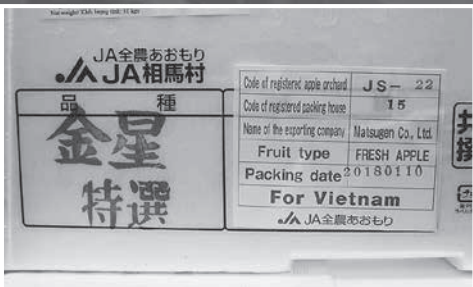 JA全農あおもり
JA相馬村
品 種
金星
特選
Code of registered apple orchard JS- 22
Code of registered packing house 15
Name of the exporting company Natsugen Co., Ltd.
Fruit type FRESH APPLE
Packing date 20180110
For Vietnam
JA全農あおもり